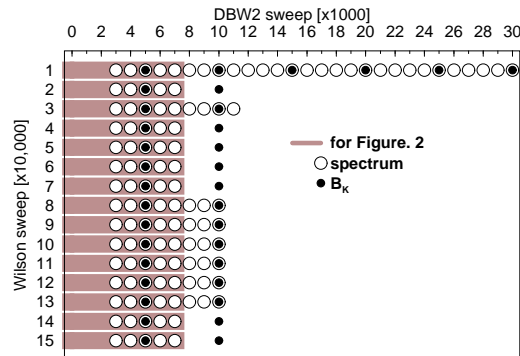 DBW2 sweep [x1000]
0 2 4 6 8 10 12 14 16 18 20 22 24 26 28 30
Wilson sweep [x10,000]
1
2
3
4
5
6
7
8
9
10
11
12
13
14
15
for Figure. 2
spectrum
BK